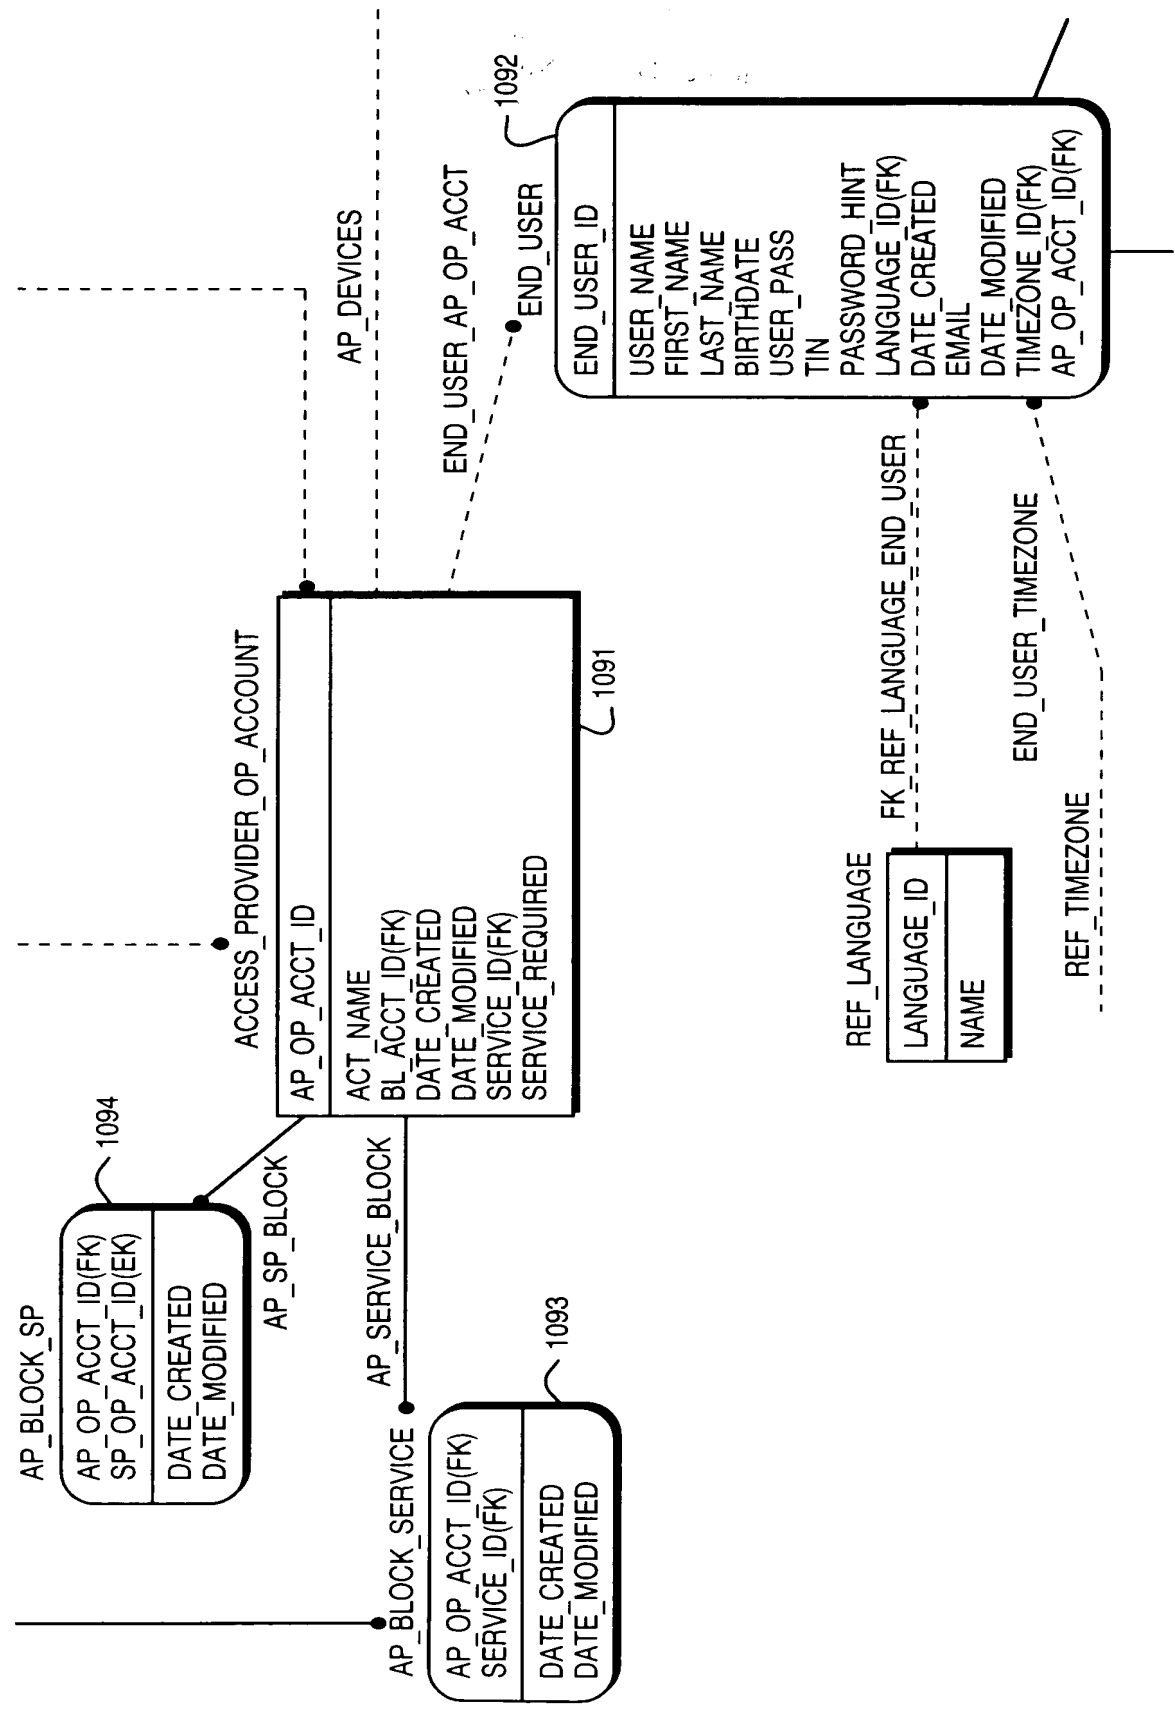 AP_BLOCK_SP
AP_OP_ACCT_ID(FK)
SP_OP_ACCT_ID(EK)
DATE_CREATED
DATE_MODIFIED
1094
AP_SP_BLOCK
AP_SERVICE_BLOCK
AP_BLOCK_SERVICE
AP_OP_ACCT_ID(FK)
SERVICE_ID(FK)
DATE_CREATED
DATE_MODIFIED
1093
ACCESS_PROVIDER_OP_ACCOUNT
AP_OP_ACCT_ID
ACT_NAME
BL_ACCT_ID(FK)
DATE_CREATED
DATE_MODIFIED
SERVICE_ID(FK)
SERVICE_REQUIRED
1091
AP_DEVICES
END_USER_AP_OP_ACCT
END_USER
1092
END_USER_ID
USER_NAME
FIRST_NAME
LAST_NAME
BIRTHDATE
USER_PASS
TIN
PASSWORD_HINT
LANGUAGE_ID(FK)
DATE_CREATED
EMAIL
DATE_MODIFIED
TIMEZONE_ID(FK)
AP_OP_ACCT_ID(FK)
REF_LANGUAGE
LANGUAGE_ID
NAME
FK_REF_LANGUAGE_END_USER
END_USER_TIMEZONE
REF_TIMEZONE